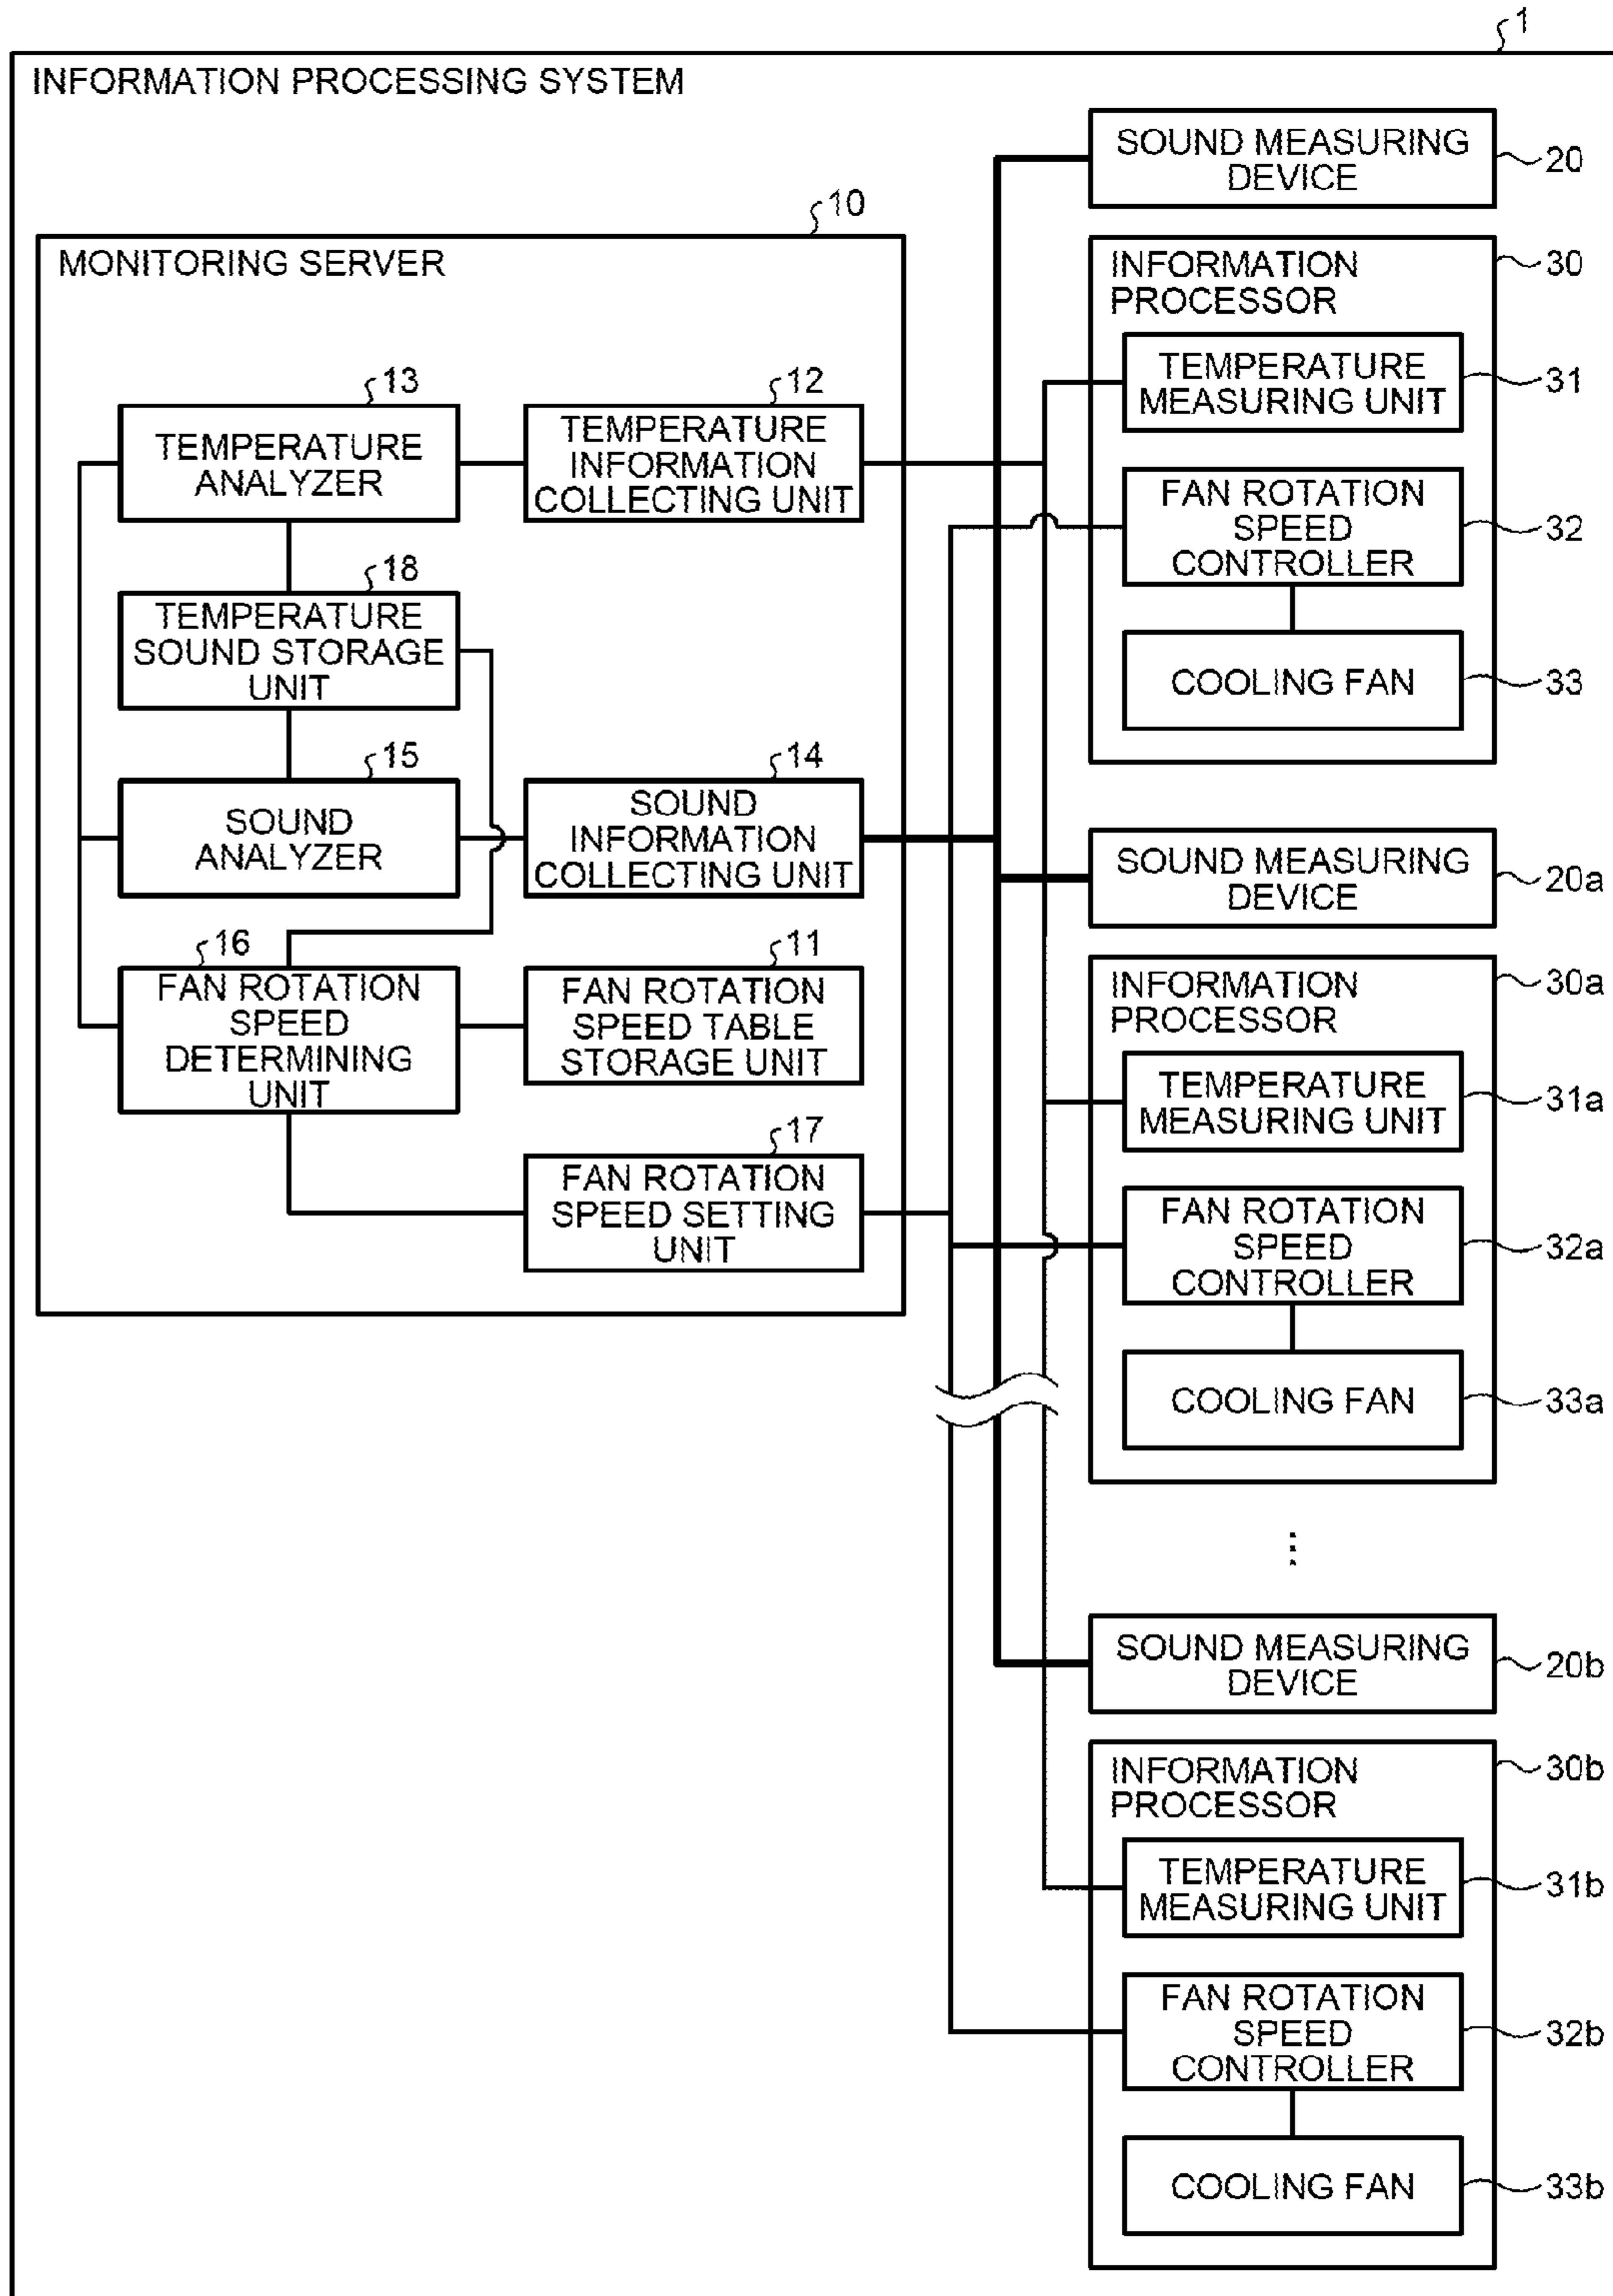 1
INFORMATION PROCESSING SYSTEM
10
MONITORING SERVER
13
TEMPERATURE
ANALYZER
12
TEMPERATURE
INFORMATION
COLLECTING UNIT
18
TEMPERATURE
SOUND STORAGE
UNIT
15
SOUND
ANALYZER
14
SOUND
INFORMATION
COLLECTING UNIT
16
FAN ROTATION
SPEED
DETERMINING
UNIT
11
FAN ROTATION
SPEED TABLE
STORAGE UNIT
17
FAN ROTATION
SPEED SETTING
UNIT
SOUND MEASURING
DEVICE
20
INFORMATION
PROCESSOR
30
TEMPERATURE
MEASURING UNIT
31
FAN ROTATION
SPEED
CONTROLLER
32
COOLING FAN
33
SOUND MEASURING
DEVICE
20a
INFORMATION
PROCESSOR
30a
TEMPERATURE
MEASURING UNIT
31a
FAN ROTATION
SPEED
CONTROLLER
32a
COOLING FAN
33a
...
SOUND MEASURING
DEVICE
20b
INFORMATION
PROCESSOR
30b
TEMPERATURE
MEASURING UNIT
31b
FAN ROTATION
SPEED
CONTROLLER
32b
COOLING FAN
33b